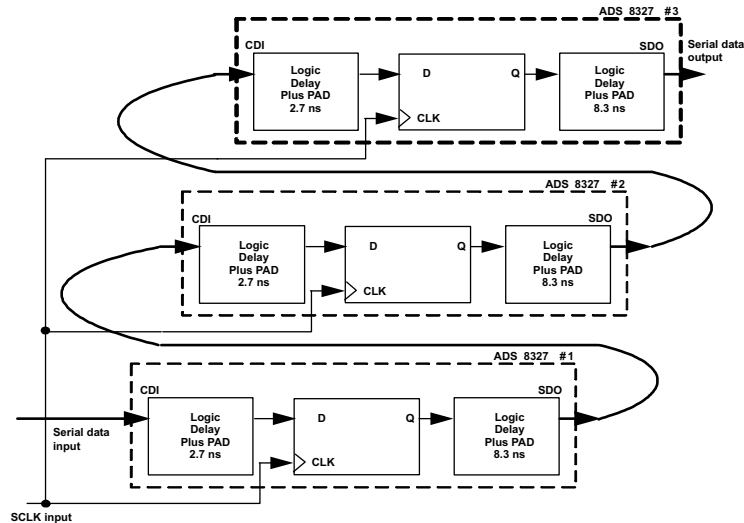 ADS 8327 #3
CDI
SDO
Serial data
output
Logic
Delay
Plus PAD
2.7 ns
D
Q
CLK
Logic
Delay
Plus PAD
8.3 ns
ADS 8327 #2
CDI
SDO
Logic
Delay
Plus PAD
2.7 ns
D
Q
CLK
Logic
Delay
Plus PAD
8.3 ns
ADS 8327 #1
CDI
SDO
Serial data
input
Logic
Delay
Plus PAD
2.7 ns
D
Q
CLK
Logic
Delay
Plus PAD
8.3 ns
SCLK input